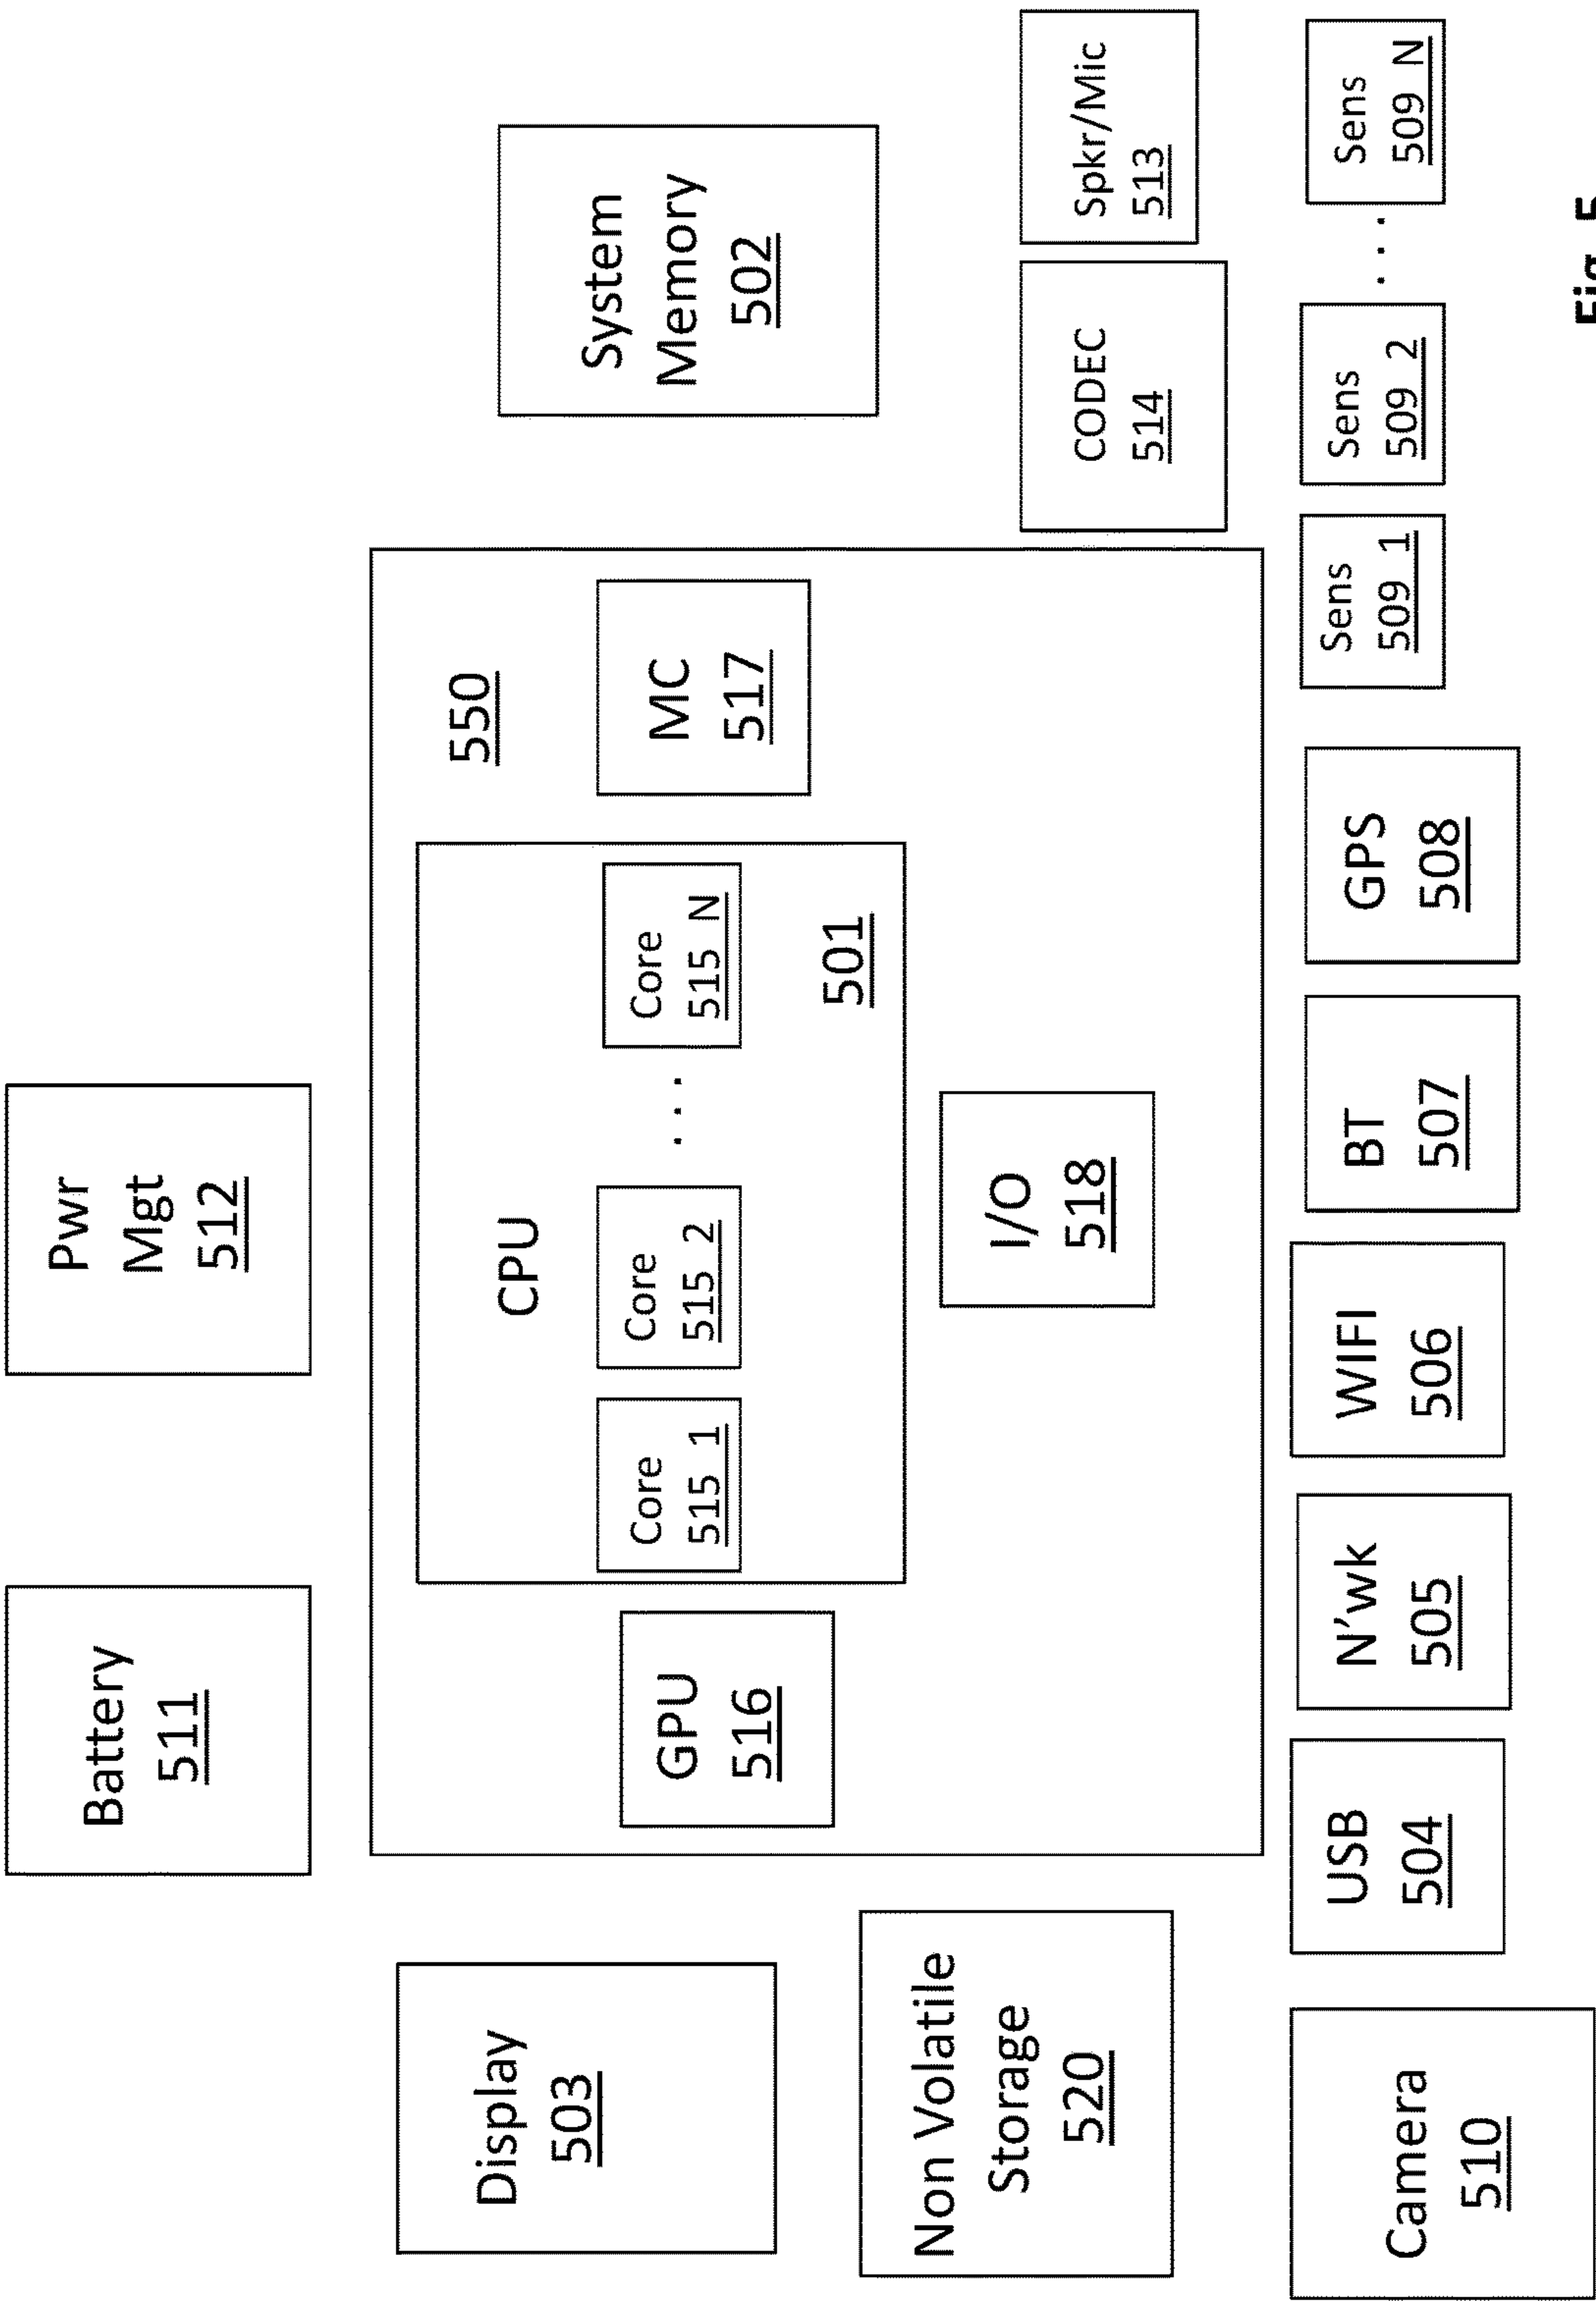 Battery
511
Pwr
Mgt
512
Display
503
550
System
Memory
502
CPU
GPU
516
Core
515_1
Core
515_2
. . .
Core
515_N
501
MC
517
Non Volatile
Storage
520
I/O
518
CODEC
514
Spkr/Mic
513
Camera
510
USB
504
N'wk
505
WIFI
506
BT
507
GPS
508
Sens
509_1
Sens
509_2
. . .
Sens
509_N